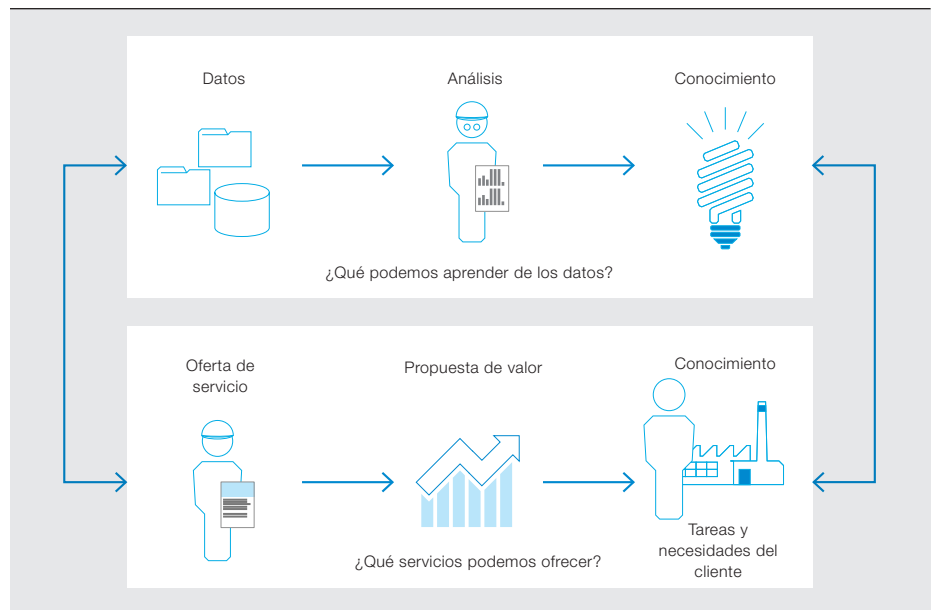 Datos
Análisis
Conocimiento
¿Qué podemos aprender de los datos?
Oferta de
servicio
Propuesta de valor
Conocimiento
Tareas y
necesidades del
cliente
¿Qué servicios podemos ofrecer?